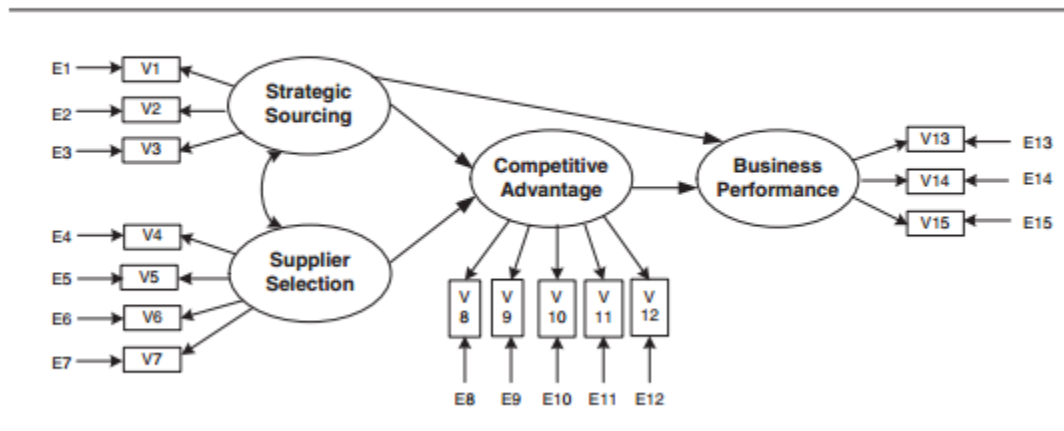 E1
V1
E2
V2
E3
V3
Strategic
Sourcing
E4
V4
E5
V5
E6
V6
E7
V7
Supplier
Selection
Competitive
Advantage
V
8
V
9
V
10
V
11
V
12
E8
E9
E10
E11
E12
Business
Performance
V13
E13
V14
E14
V15
E15